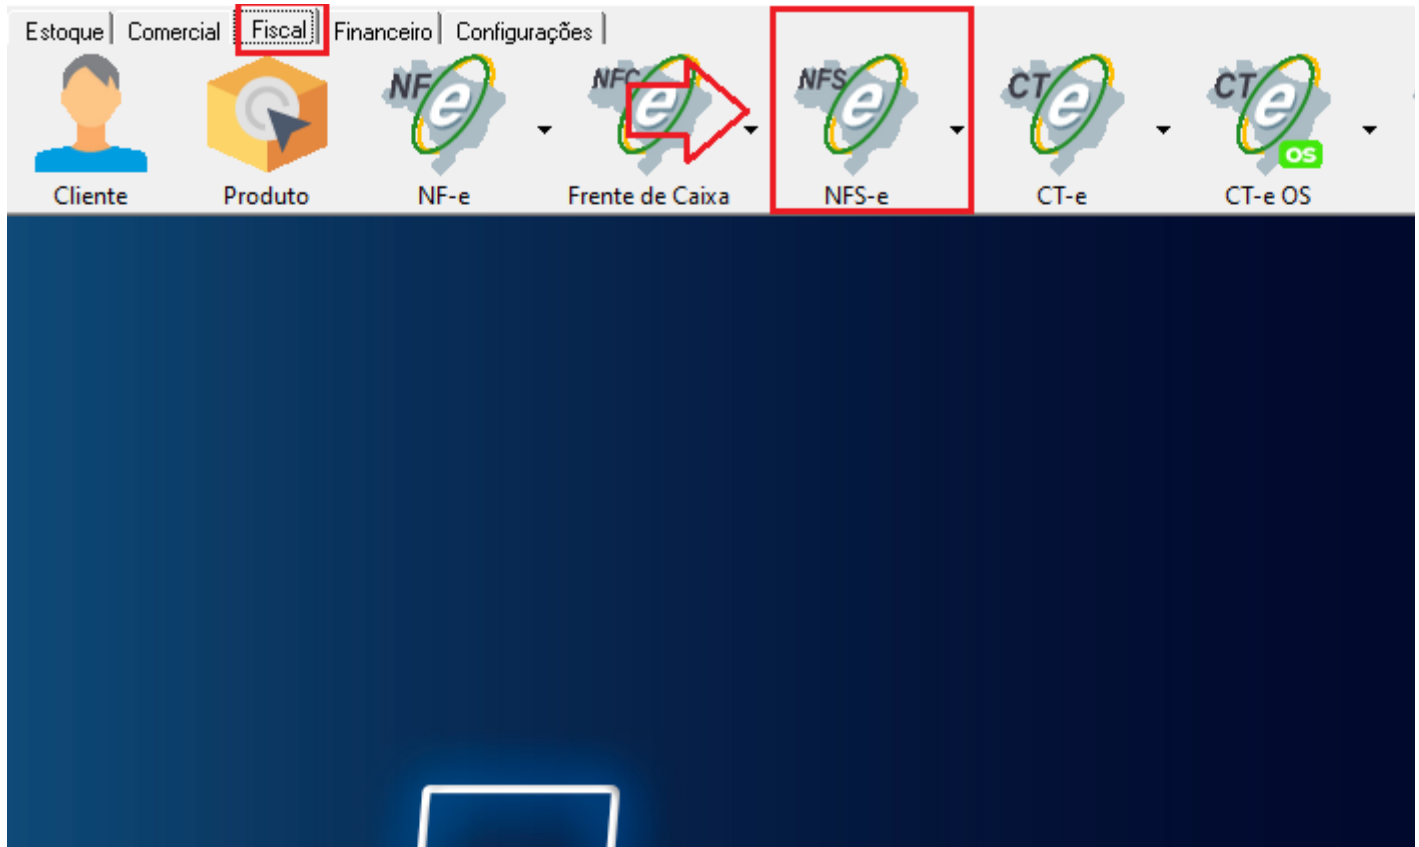 Estoque Comercial Fiscal Financeiro Configurações
NF e NFC e NFS e CT e CT e
OS
Cliente Produto NF-e Frente de Caixa NFS-e CT-e CT-e OS